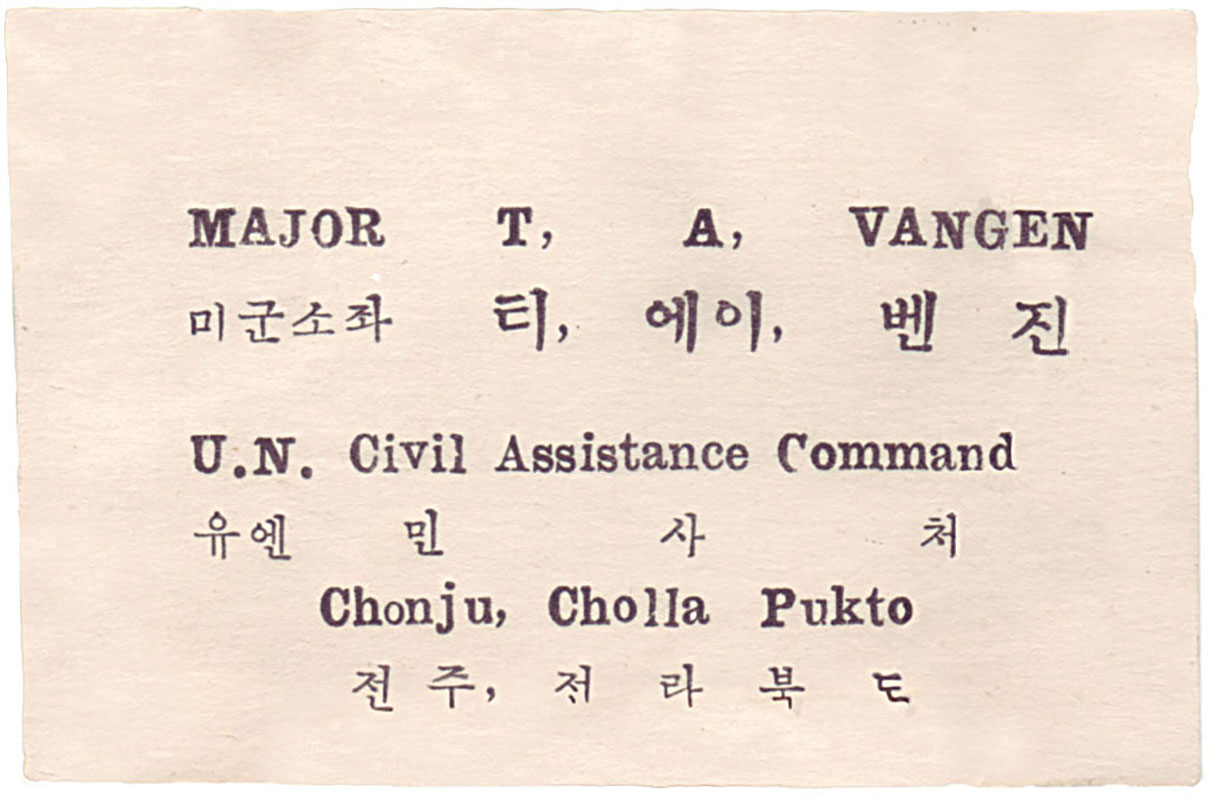 MAJOR T, A, VANGEN
미군소좌 티, 에이, 벤 진
U.N. Civil Assistance Command
유엔 민 사 처
Chonju, Cholla Pukto
전 주, 전 라 북 도